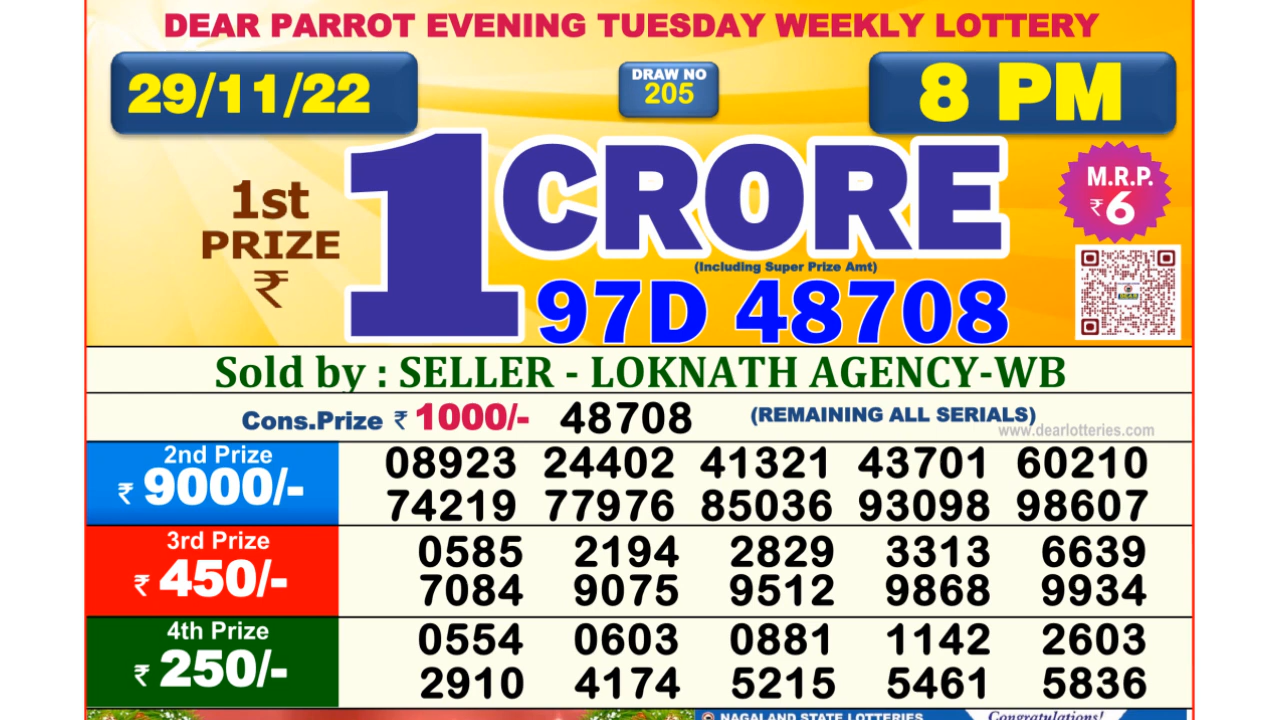 DEAR PARROT EVENING TUESDAY WEEKLY LOTTERY
29/11/22
DRAW NO
205
8 PM
1st
PRIZE
₹
1 CRORE
(Including Super Prize Amt)
M.R.P.
₹6
97D 48708
Sold by : SELLER - LOKNATH AGENCY-WB
Cons.Prize ₹ 1000/- 48708 (REMAINING ALL SERIALS)
www.dearlotteries.com
2nd Prize
₹ 9000/-
08923 24402 41321 43701 60210
74219 77976 85036 93098 98607
3rd Prize
₹ 450/-
0585 2194 2829 3313 6639
7084 9075 9512 9868 9934
4th Prize
₹ 250/-
0554 0603 0881 1142 2603
2910 4174 5215 5461 5836
NAGALAND STATE LOTTERIES
Congratulations!